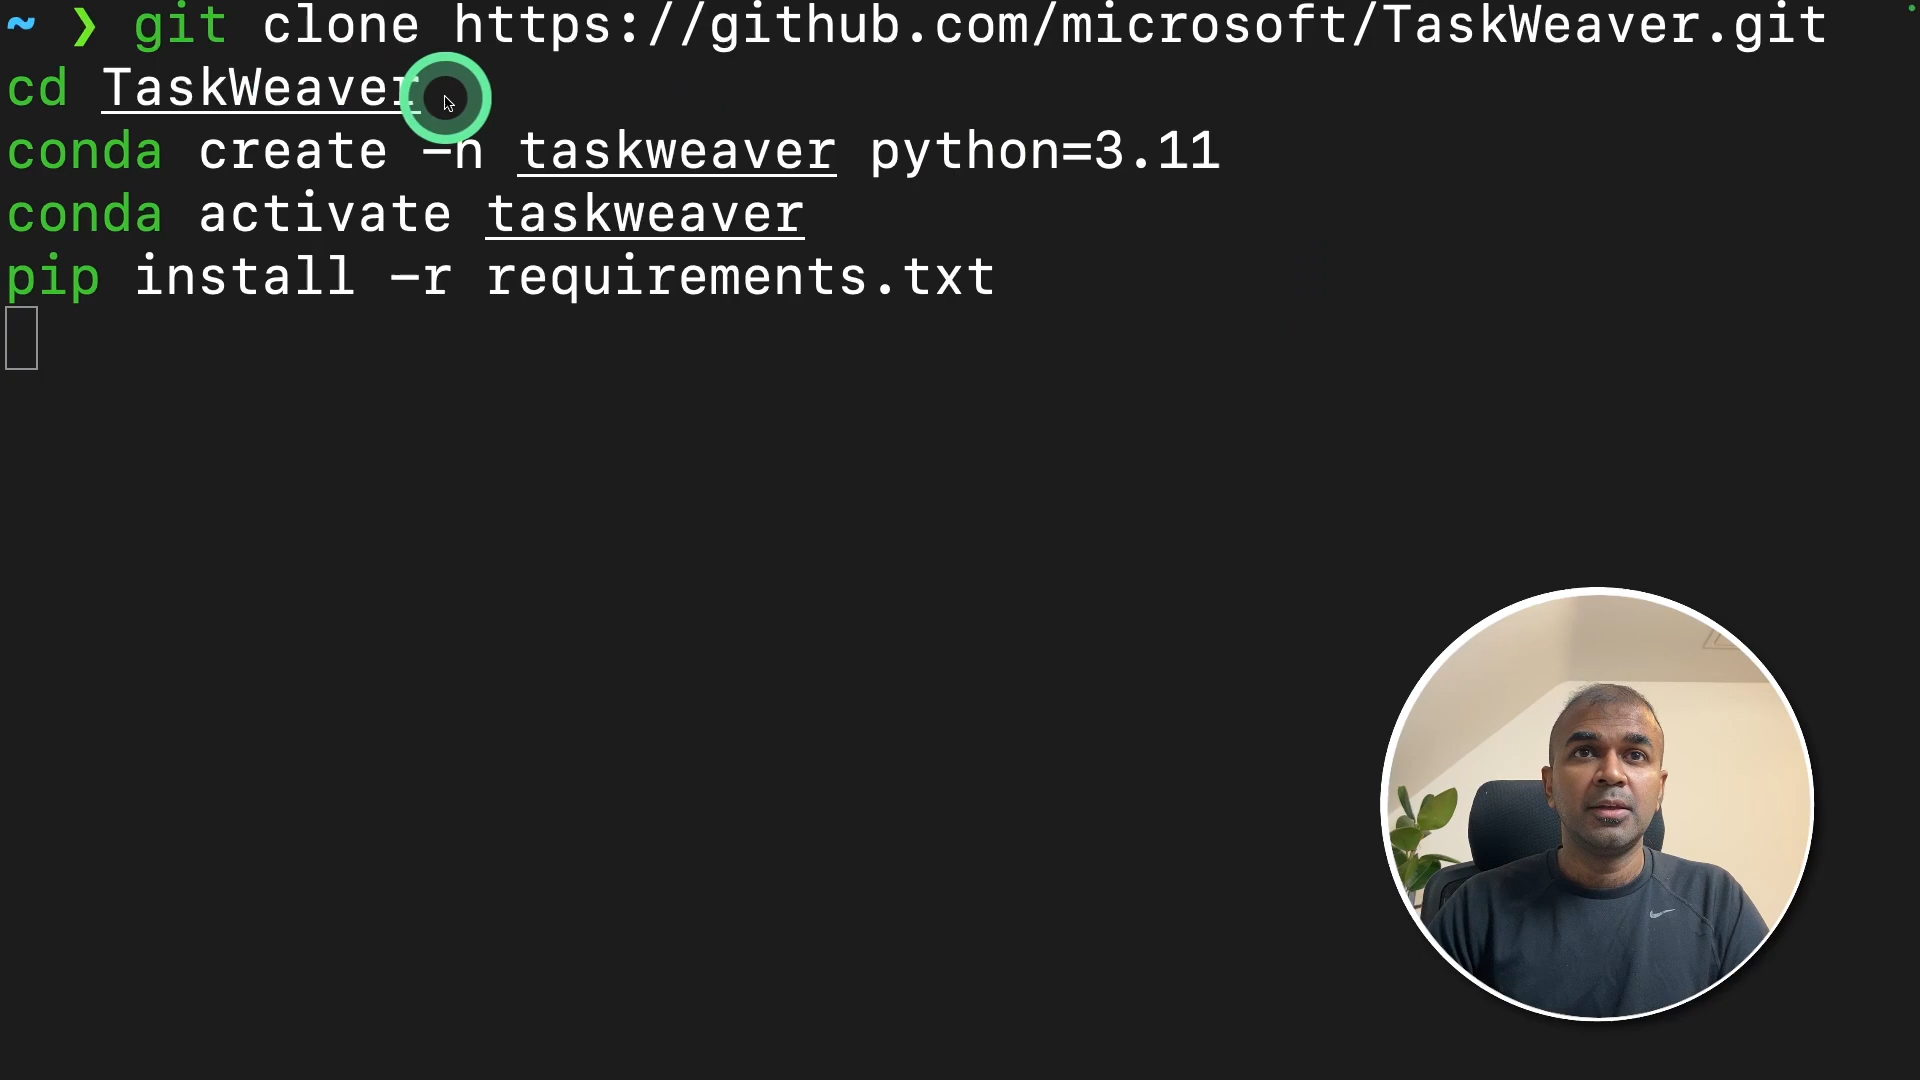 ~ ❯ git clone https://github.com/microsoft/TaskWeaver.git
cd TaskWeaver
conda create -n taskweaver python=3.11
conda activate taskweaver
pip install -r requirements.txt